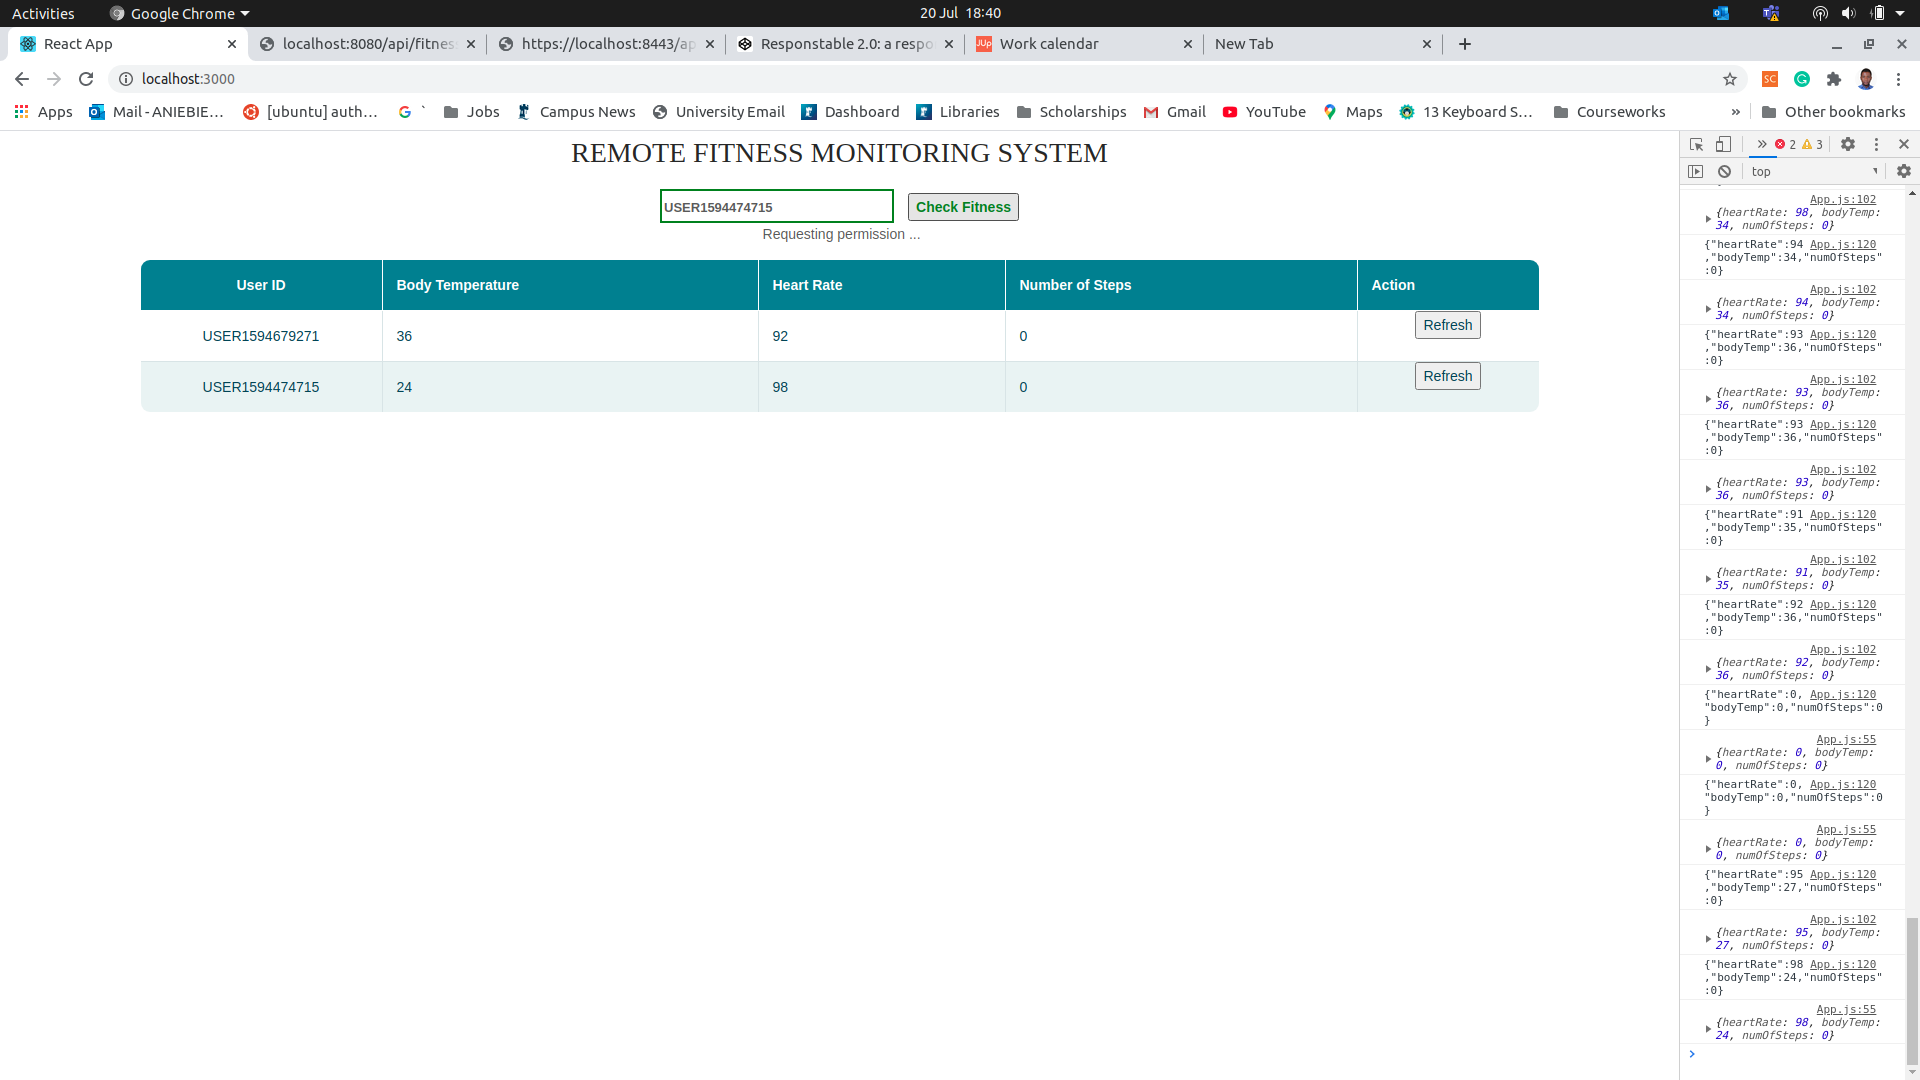 Activities Google Chrome 20 Jul 18:40
React App localhost:8080/api/fitnes https://localhost:8443/ap Responstable 2.0: a respo JUp Work calendar New Tab
localhost:3000 SC
Apps Mail - ANIEBIE... [ubuntu] auth... ` Jobs Campus News University Email Dashboard Libraries Scholarships Gmail YouTube Maps 13 Keyboard S... Courseworks » Other bookmarks
REMOTE FITNESS MONITORING SYSTEM
USER1594474715 Check Fitness
Requesting permission ...
User ID Body Temperature Heart Rate Number of Steps Action
USER1594679271 36 92 0 Refresh
USER1594474715 24 98 0 Refresh
» 2 3
top
App.js:102
{heartRate: 98, bodyTemp:
34, numOfSteps: 0}
{"heartRate":94 App.js:120
,"bodyTemp":34,"numOfSteps"
:0}
App.js:102
{heartRate: 94, bodyTemp:
34, numOfSteps: 0}
{"heartRate":93 App.js:120
,"bodyTemp":36,"numOfSteps"
:0}
App.js:102
{heartRate: 93, bodyTemp:
36, numOfSteps: 0}
{"heartRate":93 App.js:120
,"bodyTemp":36,"numOfSteps"
:0}
App.js:102
{heartRate: 93, bodyTemp:
36, numOfSteps: 0}
{"heartRate":91 App.js:120
,"bodyTemp":35,"numOfSteps"
:0}
App.js:102
{heartRate: 91, bodyTemp:
35, numOfSteps: 0}
{"heartRate":92 App.js:120
,"bodyTemp":36,"numOfSteps"
:0}
App.js:102
{heartRate: 92, bodyTemp:
36, numOfSteps: 0}
{"heartRate":0, App.js:120
"bodyTemp":0,"numOfSteps":0
}
App.js:55
{heartRate: 0, bodyTemp:
0, numOfSteps: 0}
{"heartRate":0, App.js:120
"bodyTemp":0,"numOfSteps":0
}
App.js:55
{heartRate: 0, bodyTemp:
0, numOfSteps: 0}
{"heartRate":95 App.js:120
,"bodyTemp":27,"numOfSteps"
:0}
App.js:102
{heartRate: 95, bodyTemp:
27, numOfSteps: 0}
{"heartRate":98 App.js:120
,"bodyTemp":24,"numOfSteps"
:0}
App.js:55
{heartRate: 98, bodyTemp:
24, numOfSteps: 0}